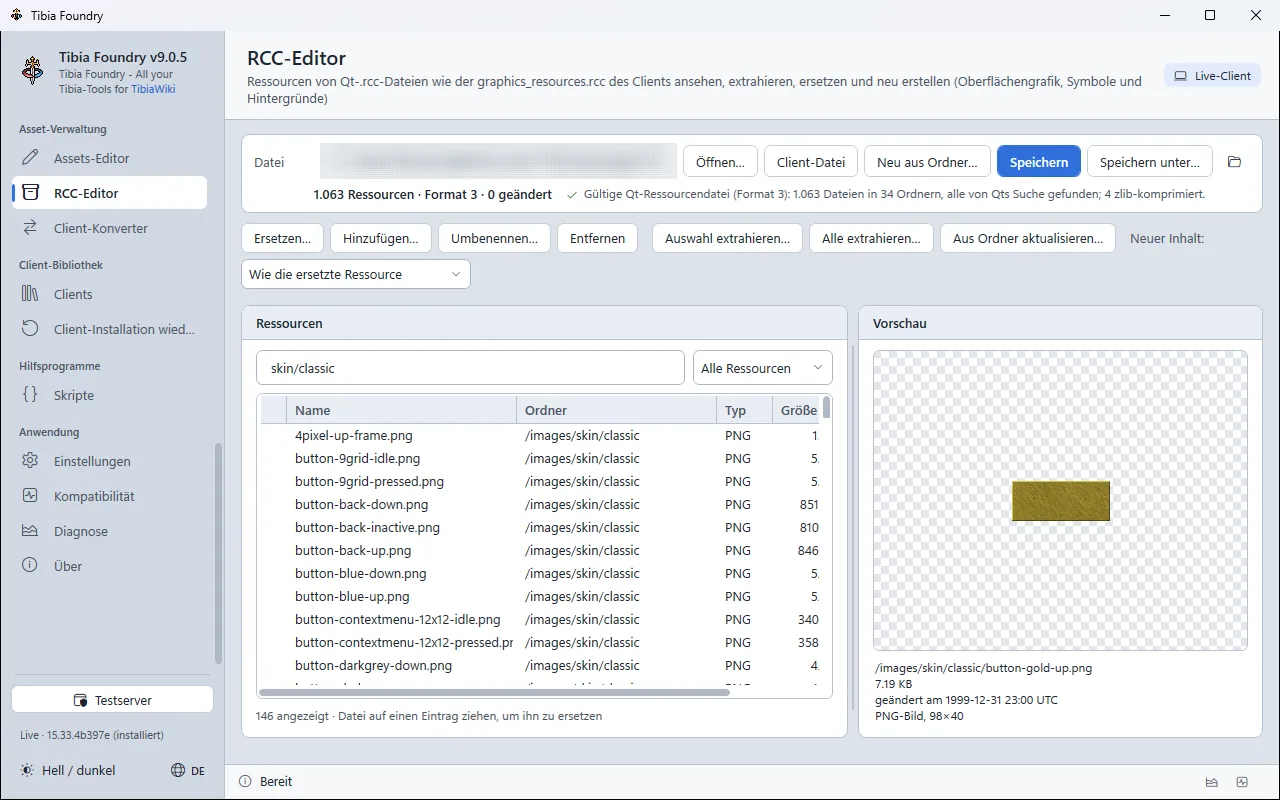 Tibia Foundry
Tibia Foundry v9.0.5
Tibia Foundry - All your
Tibia-Tools for TibiaWiki
Asset-Verwaltung
Assets-Editor
RCC-Editor
Client-Konverter
Client-Bibliothek
Clients
Client-Installation wied...
Hilfsprogramme
Skripte
Anwendung
Einstellungen
Kompatibilität
Diagnose
Über
Testserver
Live · 15.33.4b397e (installiert)
Hell / dunkel
DE
RCC-Editor
Ressourcen von Qt-.rcc-Dateien wie der graphics_resources.rcc des Clients ansehen, extrahieren, ersetzen und neu erstellen (Oberflächengrafik, Symbole und
Hintergründe)
Live-Client
Datei
Öffnen...
Client-Datei
Neu aus Ordner...
Speichern
Speichern unter...
1.063 Ressourcen · Format 3 · 0 geändert
Gültige Qt-Ressourcendatei (Format 3): 1.063 Dateien in 34 Ordnern, alle von Qts Suche gefunden; 4 zlib-komprimiert.
Ersetzen...
Hinzufügen...
Umbenennen...
Entfernen
Auswahl extrahieren...
Alle extrahieren...
Aus Ordner aktualisieren...
Neuer Inhalt:
Wie die ersetzte Ressource
Ressourcen
skin/classic
Alle Ressourcen
Name Ordner Typ Größe
4pixel-up-frame.png /images/skin/classic PNG 1.
button-9grid-idle.png /images/skin/classic PNG 5.
button-9grid-pressed.png /images/skin/classic PNG 5.
button-back-down.png /images/skin/classic PNG 851
button-back-inactive.png /images/skin/classic PNG 810
button-back-up.png /images/skin/classic PNG 846
button-blue-down.png /images/skin/classic PNG 5.
button-blue-up.png /images/skin/classic PNG 5.
button-contextmenu-12x12-idle.png /images/skin/classic PNG 340
button-contextmenu-12x12-pressed.pr /images/skin/classic PNG 358
button-darkgrey-down.png /images/skin/classic PNG 4.
146 angezeigt · Datei auf einen Eintrag ziehen, um ihn zu ersetzen
Vorschau
/images/skin/classic/button-gold-up.png
7.19 KB
geändert am 1999-12-31 23:00 UTC
PNG-Bild, 98×40
Bereit